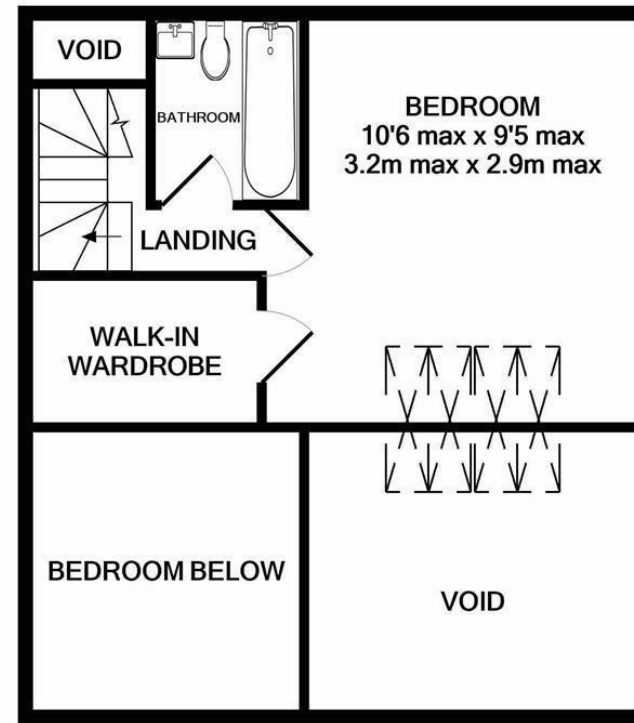 VOID
BATHROOM
BEDROOM
10'6 max x 9'5 max
3.2m max x 2.9m max
LANDING
WALK-IN
WARDROBE
BEDROOM BELOW
VOID